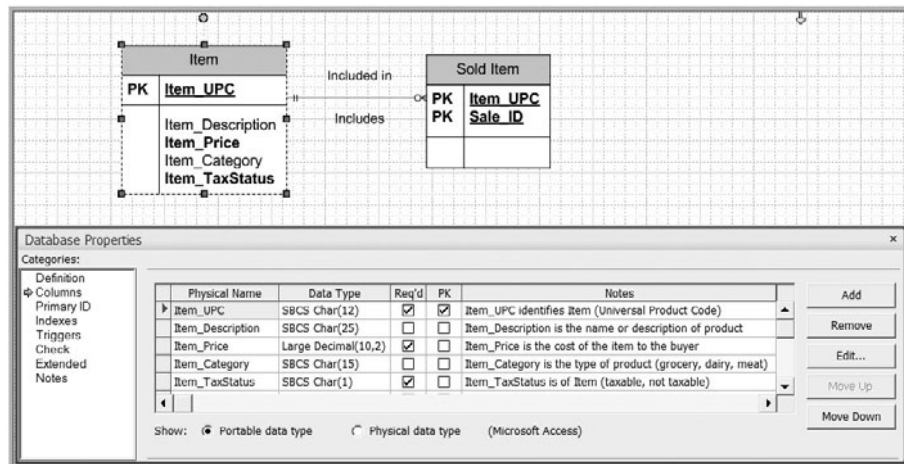 Item
PK Item_UPC
Item_Description
Item_Price
Item_Category
Item_TaxStatus
Included in
Includes
Sold Item
PK Item_UPC
PK Sale_ID
Database Properties ×
Categories:
Definition
Columns
Primary ID
Indexes
Triggers
Check
Extended
Notes
Physical Name Data Type Req'd PK Notes
Item_UPC SBCS Char(12) Item_UPC identifies Item (Universal Product Code)
Item_Description SBCS Char(25) Item_Description is the name or description of product
Item_Price Large Decimal(10,2) Item_Price is the cost of the item to the buyer
Item_Category SBCS Char(15) Item_Category is the type of product (grocery, dairy, meat)
Item_TaxStatus SBCS Char(1) Item_TaxStatus is of Item (taxable, not taxable)
Show: Portable data type Physical data type (Microsoft Access)
Add
Remove
Edit...
Move Up
Move Down